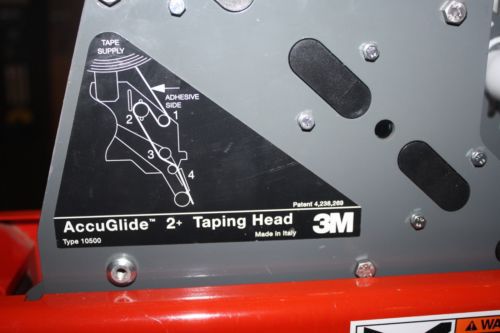 TAPE
SUPPLY
ADHESIVE
SIDE
2
1
3
4
Patent 4,238,269
AccuGlide™ 2+ Taping Head 3M
Type 10500
Made in Italy
WA